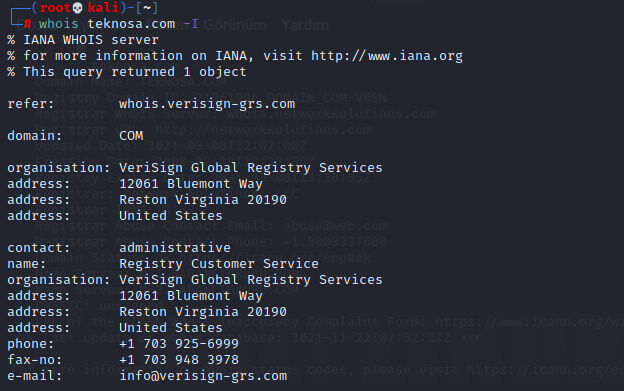 (root💀kali)-[~]
# whois teknosa.com -I
% IANA WHOIS server
% for more information on IANA, visit http://www.iana.org
% This query returned 1 object
refer: whois.verisign-grs.com
domain: COM
organisation: VeriSign Global Registry Services
address: 12061 Bluemont Way
address: Reston Virginia 20190
address: United States
contact: administrative
name: Registry Customer Service
organisation: VeriSign Global Registry Services
address: 12061 Bluemont Way
address: Reston Virginia 20190
address: United States
phone: +1 703 925-6999
fax-no: +1 703 948 3978
e-mail: info@verisign-grs.com